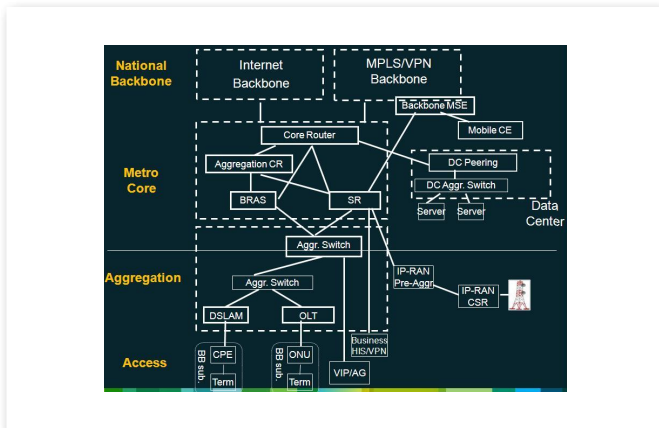 National
Backbone
Internet
Backbone
MPLS/VPN
Backbone
Backbone MSE
Mobile CE
Core Router
Metro
Core
Aggregation CR
DC Peering
DC Aggr. Switch
BRAS
SR
Server
Server
Data
Center
Aggr. Switch
Aggregation
Aggr. Switch
IP-RAN
Pre-Aggr.
IP-RAN
CSR
DSLAM
OLT
Business
HIS/VPN
Access
BB sub.
CPE
Term
BB sub.
ONU
Term
VIP/AG